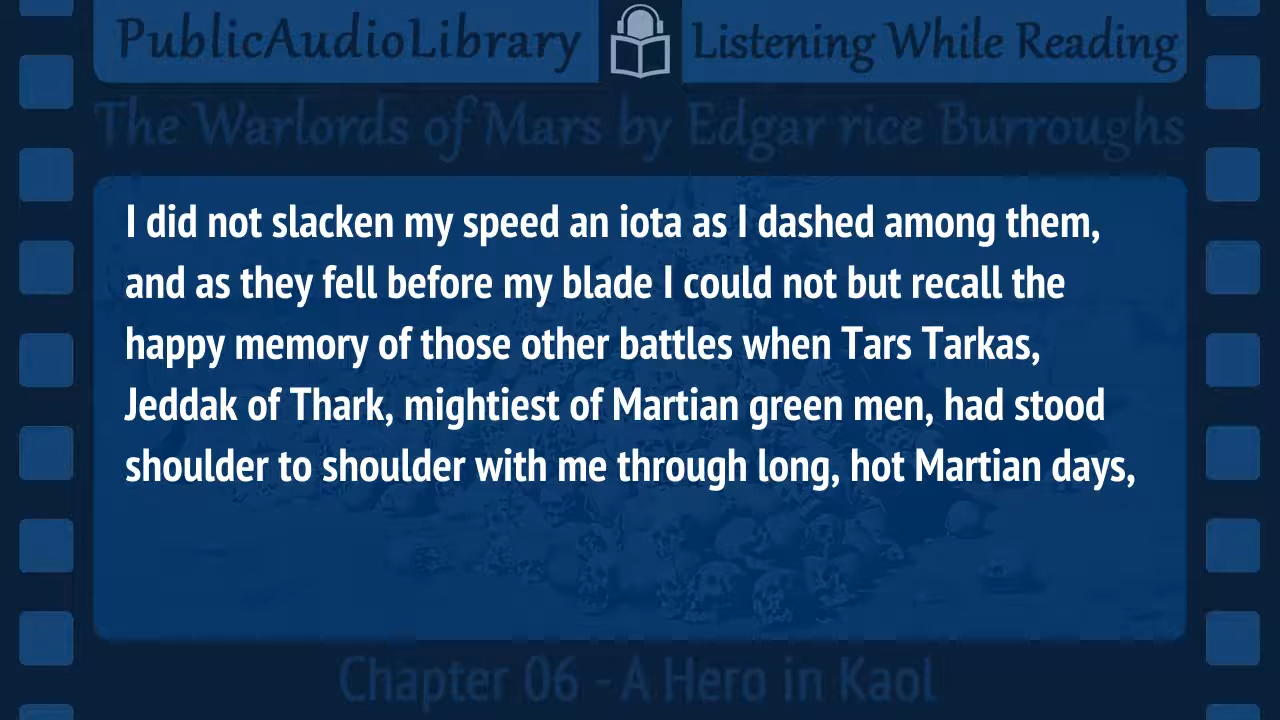 PublicAudioLibrary Listening While Reading
The Warlords of Mars by Edgar rice Burroughs
I did not slacken my speed an iota as I dashed among them,
and as they fell before my blade I could not but recall the
happy memory of those other battles when Tars Tarkas,
Jeddak of Thark, mightiest of Martian green men, had stood
shoulder to shoulder with me through long, hot Martian days,
Chapter 06 - A Hero in Kaol